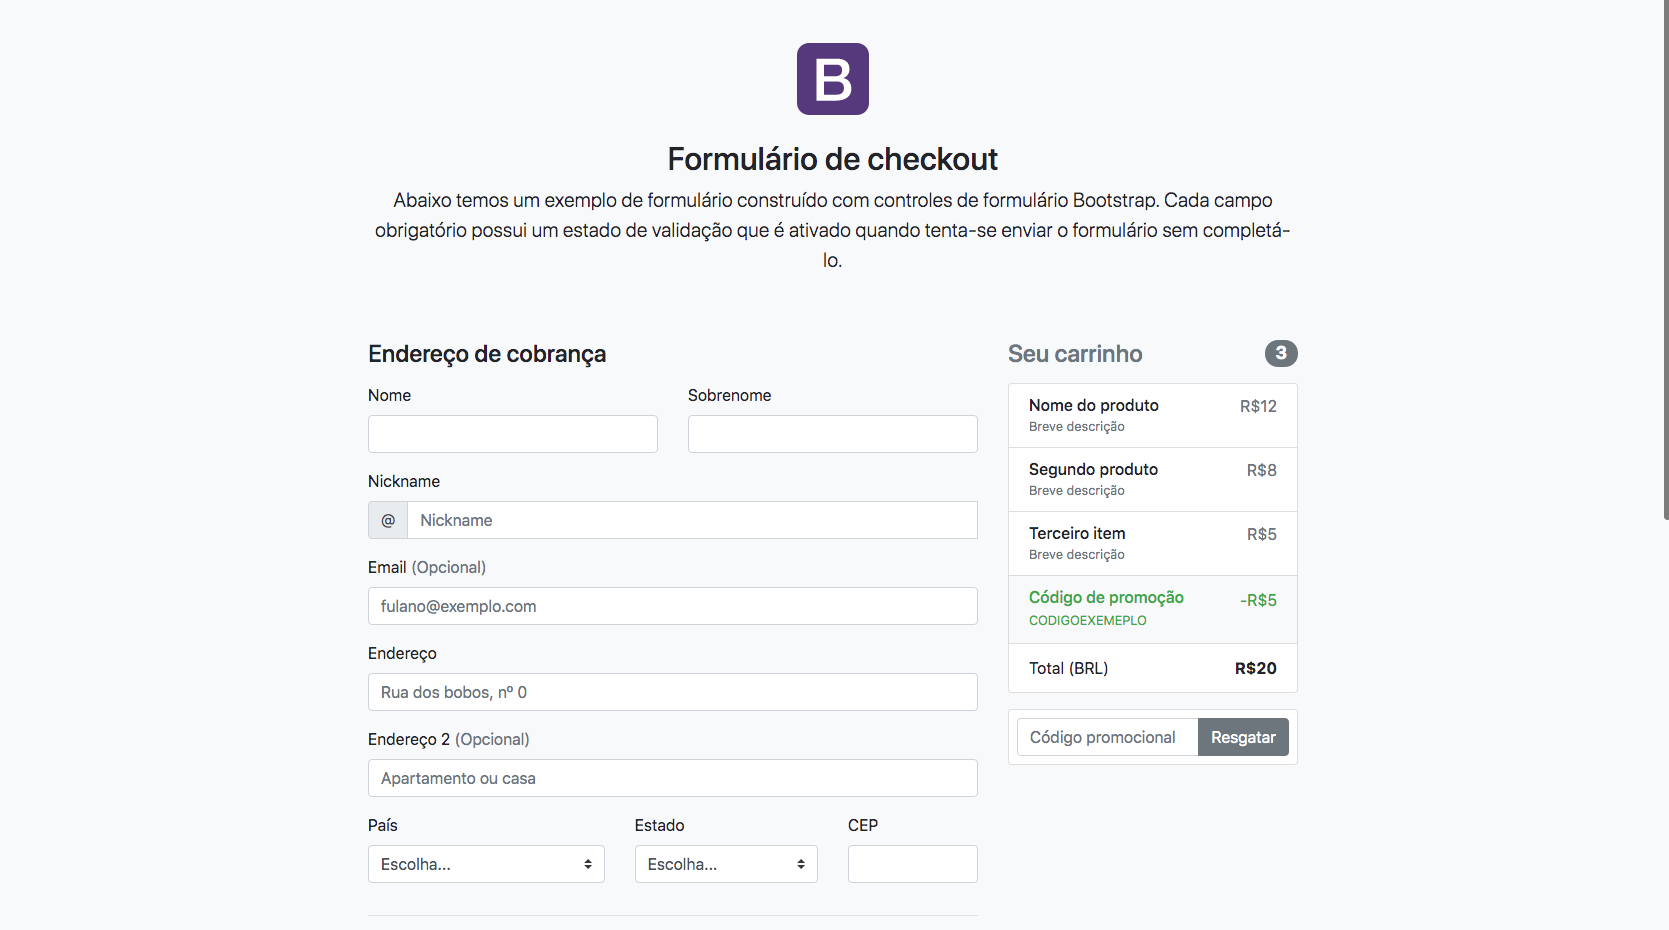 B
Formulário de checkout
Abaixo temos um exemplo de formulário construído com controles de formulário Bootstrap. Cada campo
obrigatório possui um estado de validação que é ativado quando tenta-se enviar o formulário sem completá-
lo.
Endereço de cobrança
Nome
Sobrenome
Nickname
@ Nickname
Email (Opcional)
fulano@exemplo.com
Endereço
Rua dos bobos, nº 0
Endereço 2 (Opcional)
Apartamento ou casa
País
Estado
CEP
Escolha...
Escolha...
Seu carrinho 3
Nome do produto R$12
Breve descrição
Segundo produto R$8
Breve descrição
Terceiro item R$5
Breve descrição
Código de promoção -R$5
CODIGOEXEMEPLO
Total (BRL) R$20
Código promocional Resgatar